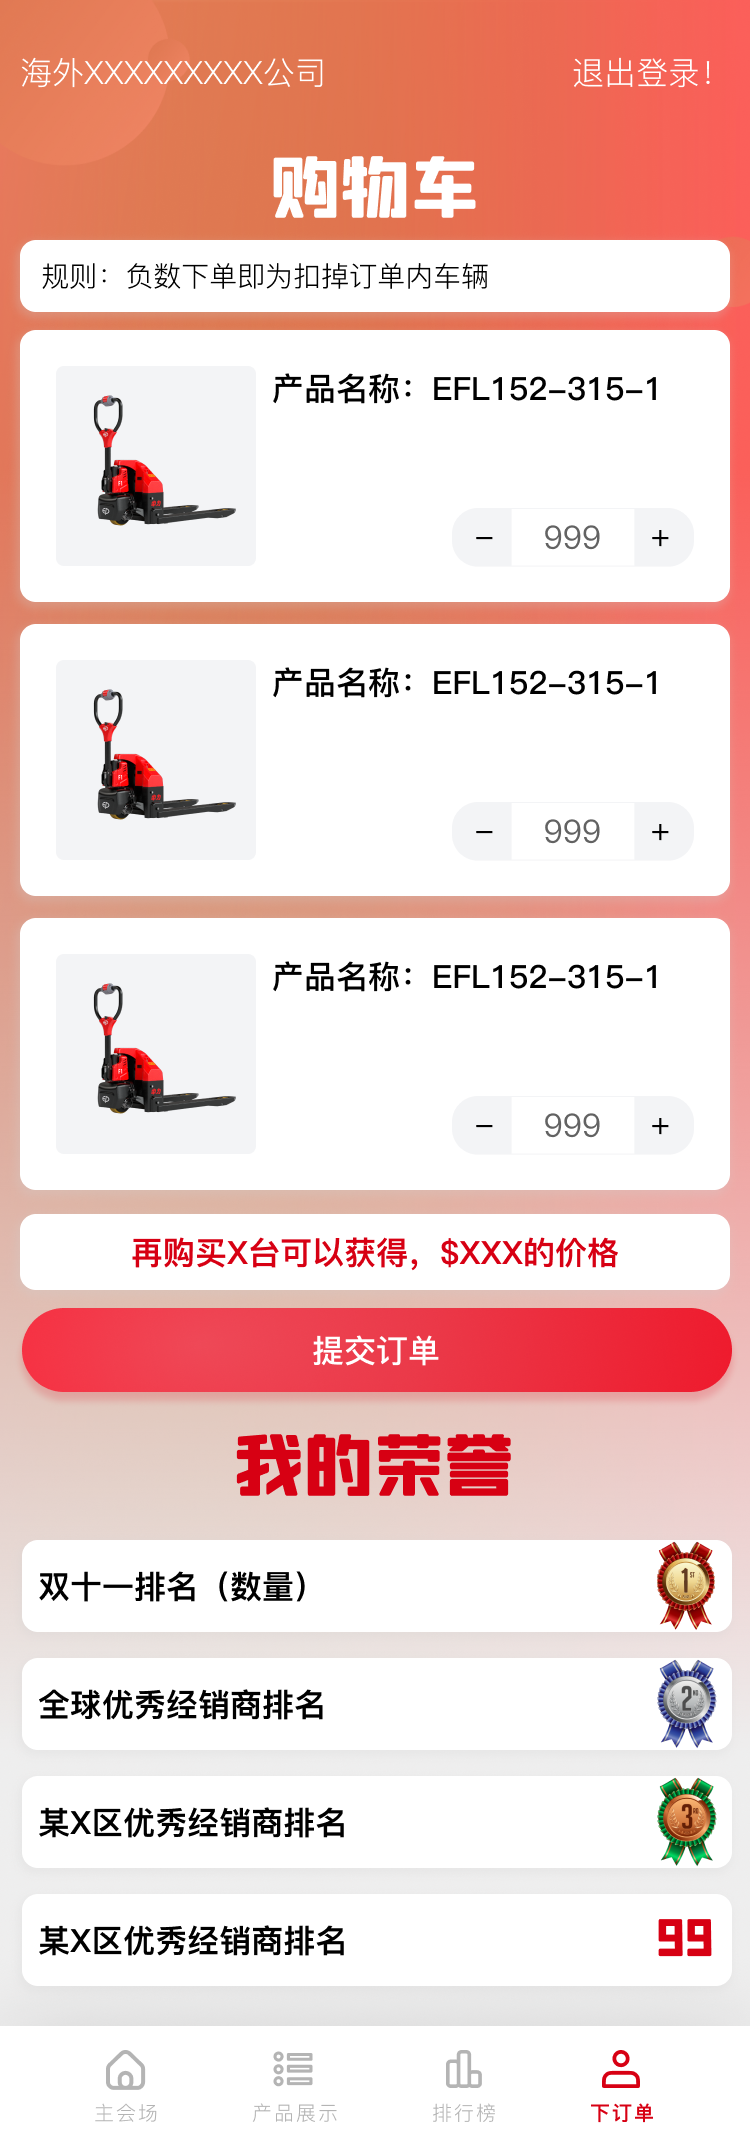 海外XXXXXXXXX公司
退出登录！
购物车
规则：负数下单即为扣掉订单内车辆
产品名称：EFL152-315-1
− 999 +
产品名称：EFL152-315-1
− 999 +
产品名称：EFL152-315-1
− 999 +
再购买X台可以获得，$XXX的价格
提交订单
我的荣誉
双十一排名（数量）
1ST
全球优秀经销商排名
2
某X区优秀经销商排名
3
某X区优秀经销商排名
99
主会场
产品展示
排行榜
下订单